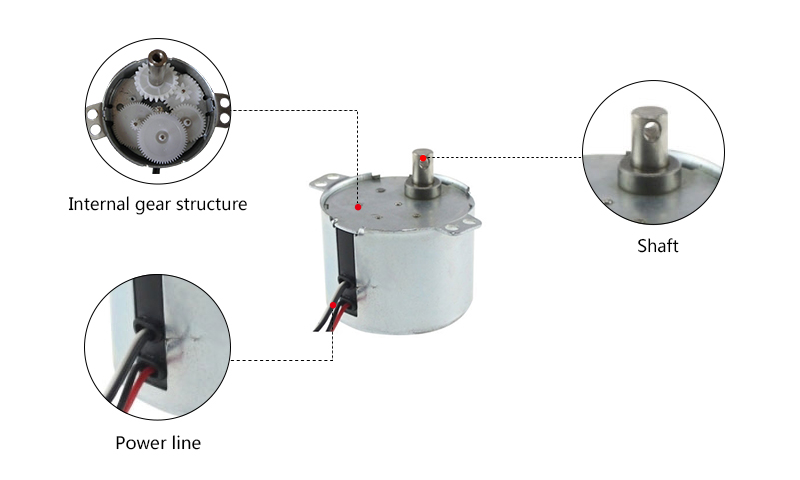 Internal gear structure
Shaft
Power line